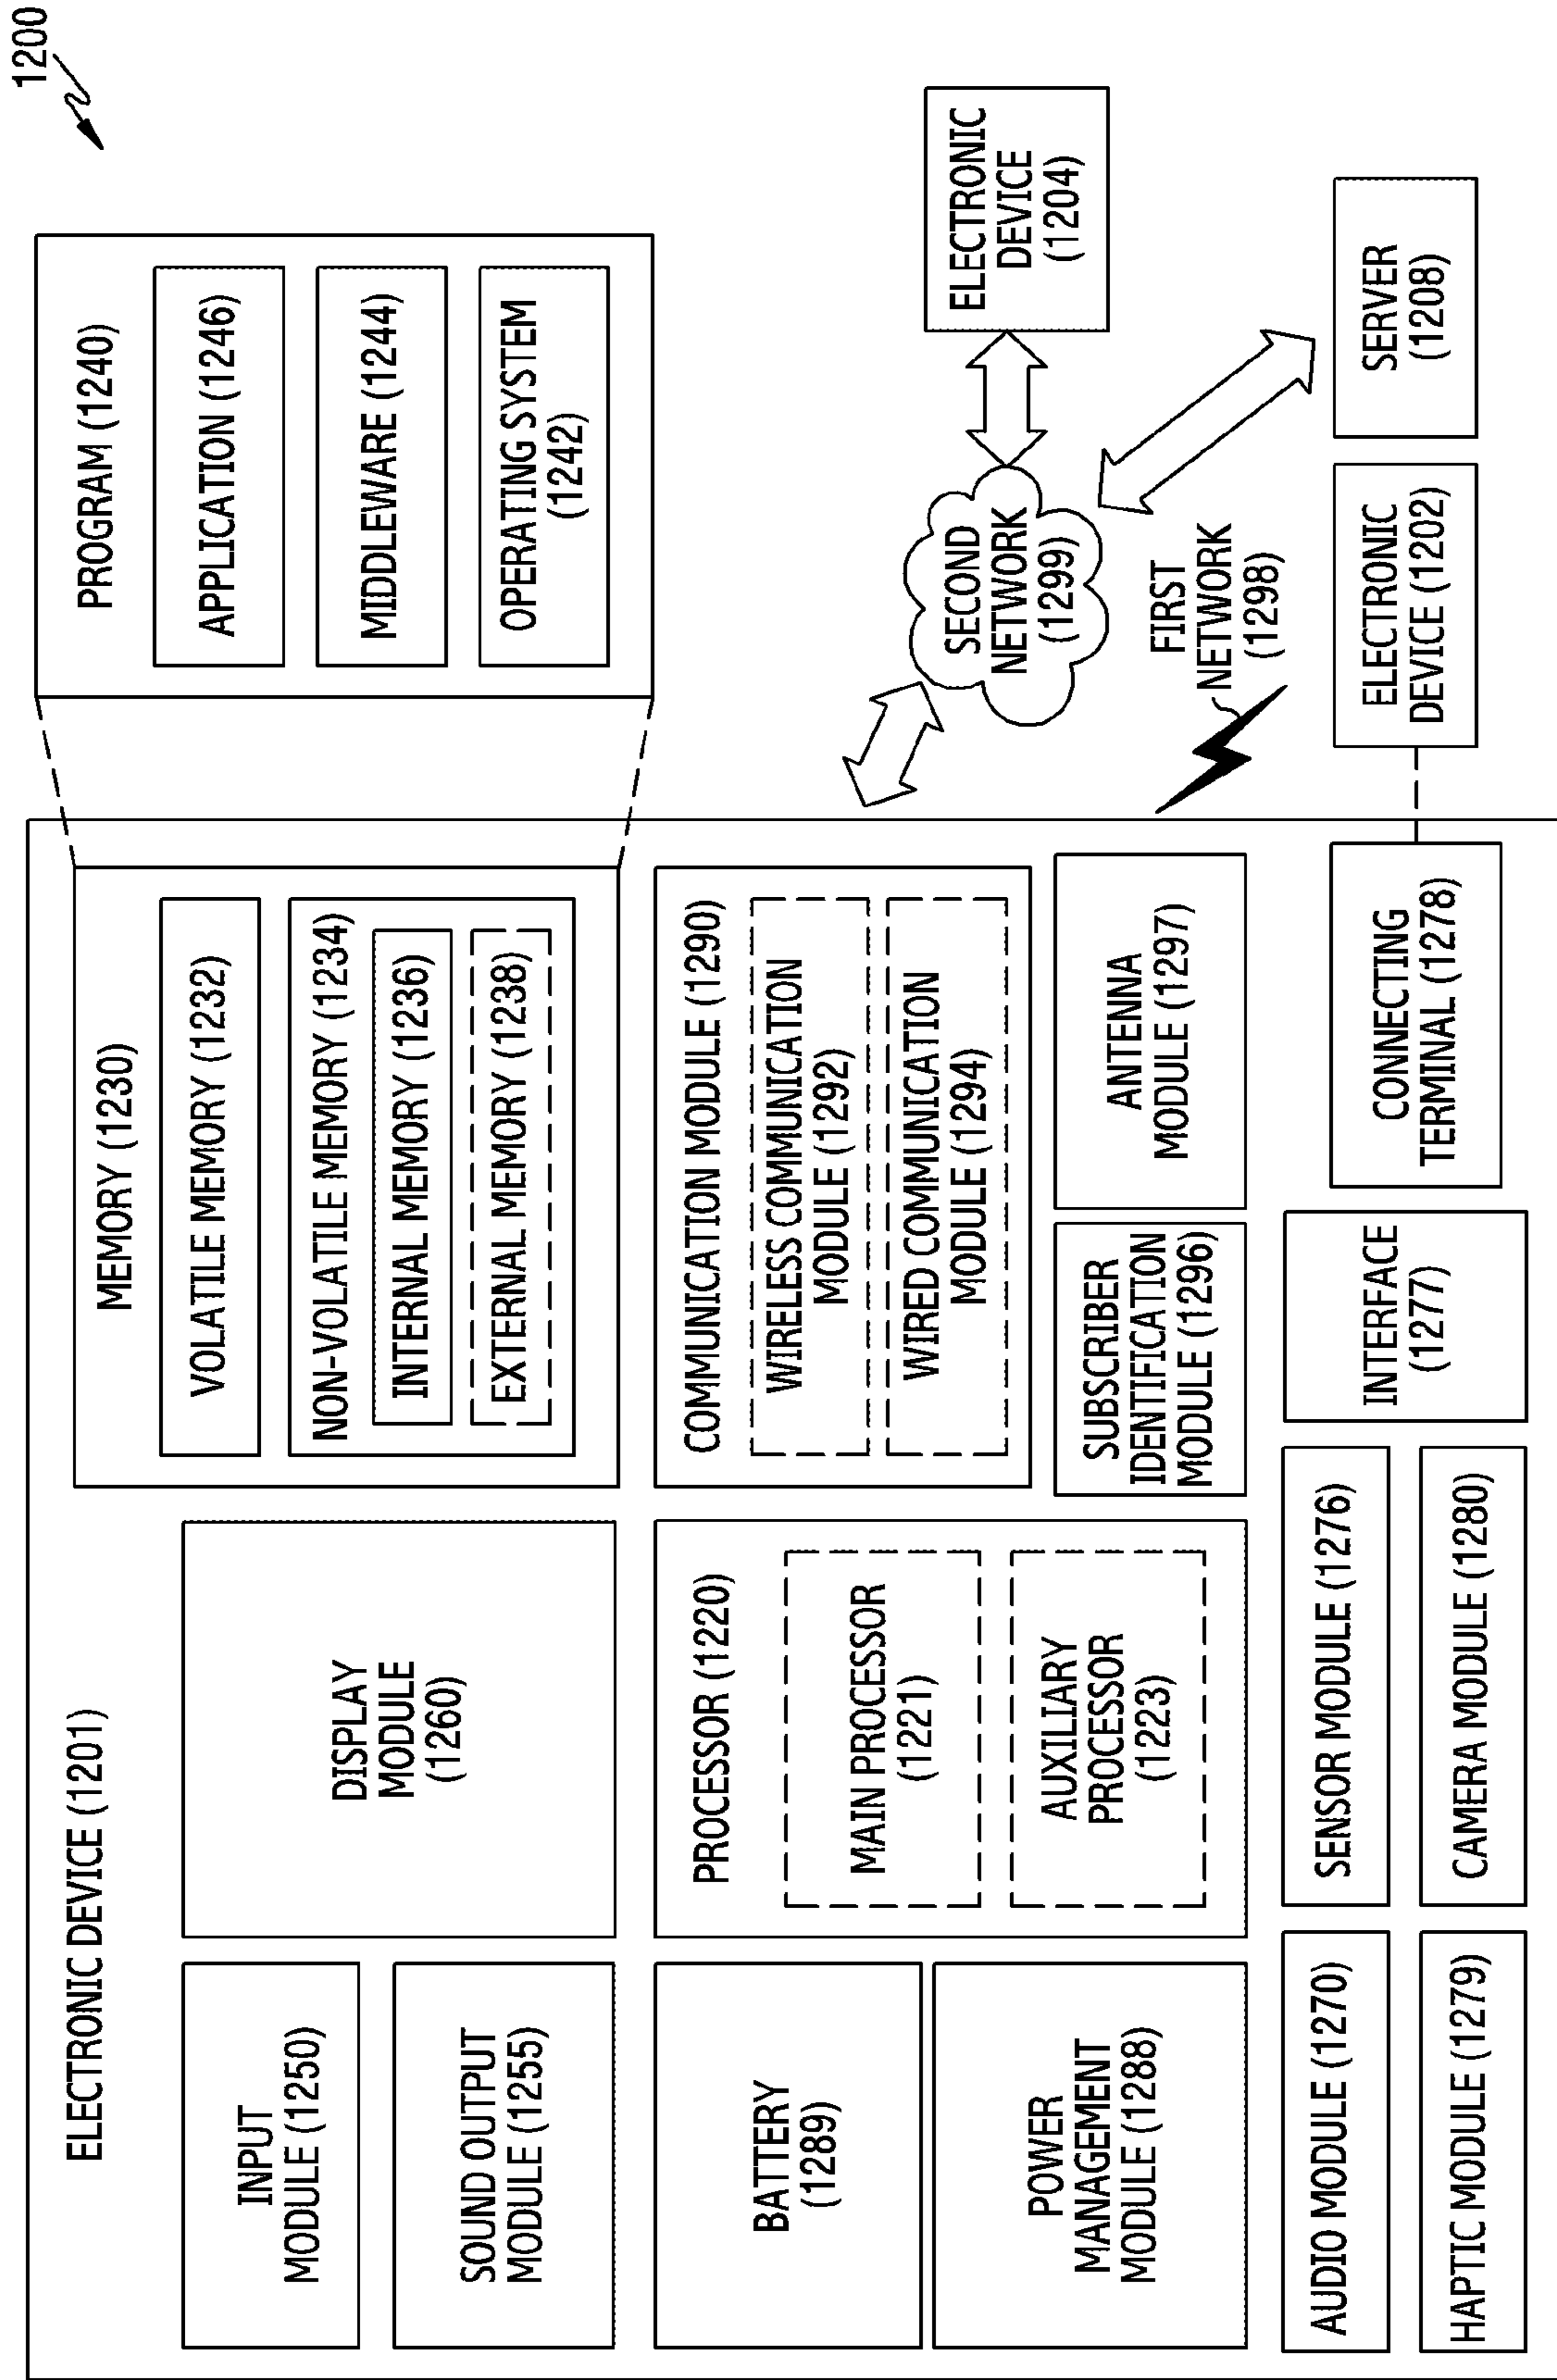 1200
ELECTRONIC DEVICE (1201)
INPUT
MODULE (1250)
SOUND OUTPUT
MODULE (1255)
DISPLAY
MODULE
(1260)
MEMORY (1230)
VOLATILE MEMORY (1232)
NON-VOLATILE MEMORY (1234)
INTERNAL MEMORY (1236)
EXTERNAL MEMORY (1238)
PROGRAM (1240)
APPLICATION (1246)
MIDDLEWARE (1244)
OPERATING SYSTEM
(1242)
BATTERY
(1289)
POWER
MANAGEMENT
MODULE (1288)
PROCESSOR (1220)
MAIN PROCESSOR
(1221)
AUXILIARY
PROCESSOR
(1223)
COMMUNICATION MODULE (1290)
WIRELESS COMMUNICATION
MODULE (1292)
WIRED COMMUNICATION
MODULE (1294)
SUBSCRIBER
IDENTIFICATION
MODULE (1296)
ANTENNA
MODULE (1297)
SECOND
NETWORK
(1299)
ELECTRONIC
DEVICE
(1204)
FIRST
NETWORK
(1298)
AUDIO MODULE (1270)
SENSOR MODULE (1276)
HAPTIC MODULE (1279)
CAMERA MODULE (1280)
INTERFACE
(1277)
CONNECTING
TERMINAL (1278)
ELECTRONIC
DEVICE (1202)
SERVER
(1208)